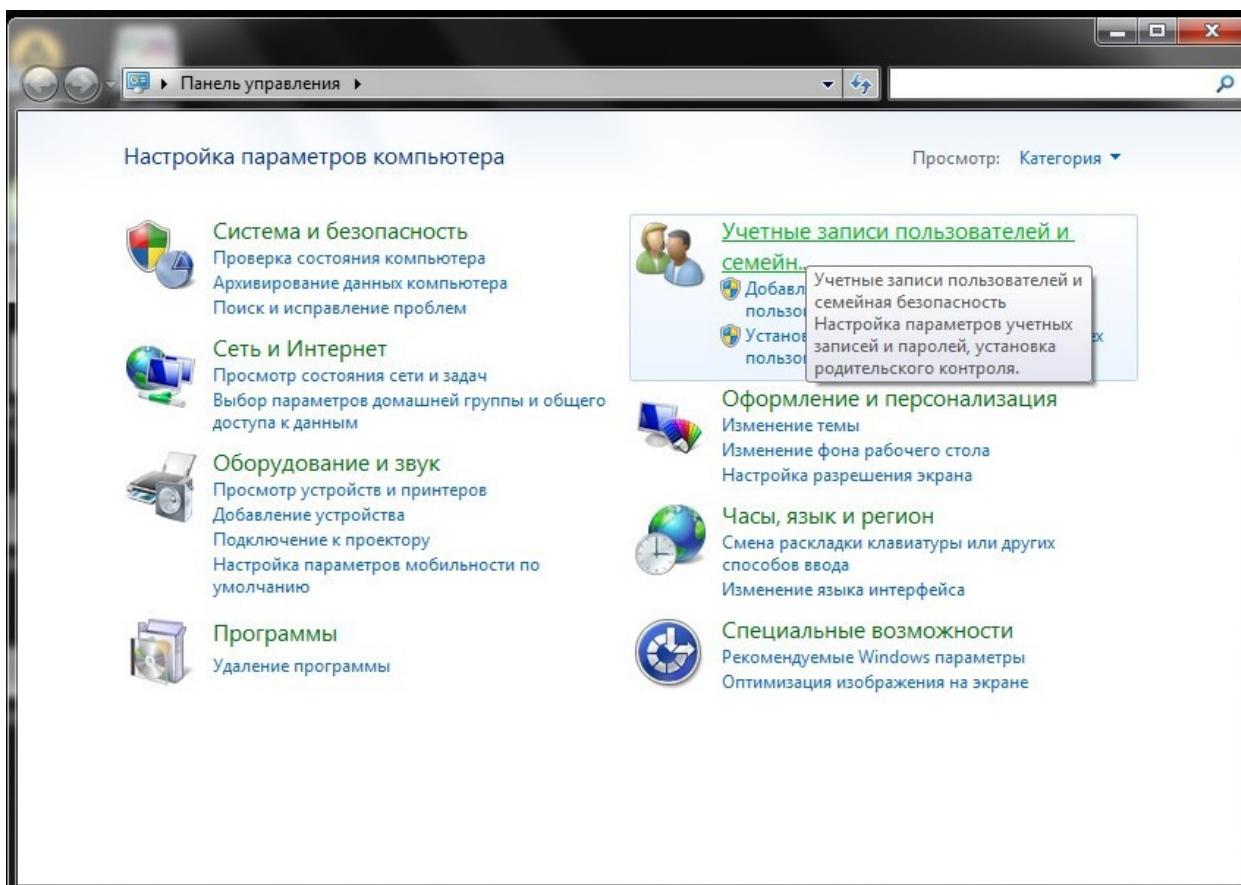 Панель управления
Настройка параметров компьютера
Просмотр: Категория
Система и безопасность
Проверка состояния компьютера
Архивирование данных компьютера
Поиск и исправление проблем
Сеть и Интернет
Просмотр состояния сети и задач
Выбор параметров домашней группы и общего
доступа к данным
Оборудование и звук
Просмотр устройств и принтеров
Добавление устройства
Подключение к проектору
Настройка параметров мобильности по
умолчанию
Программы
Удаление программы
Учетные записи пользователей и
семейн...
Учетные записи пользователей и
семейная безопасность
Настройка параметров учетных
записей и паролей, установка
родительского контроля.
Оформление и персонализация
Изменение темы
Изменение фона рабочего стола
Настройка разрешения экрана
Часы, язык и регион
Смена раскладки клавиатуры или других
способов ввода
Изменение языка интерфейса
Специальные возможности
Рекомендуемые Windows параметры
Оптимизация изображения на экране